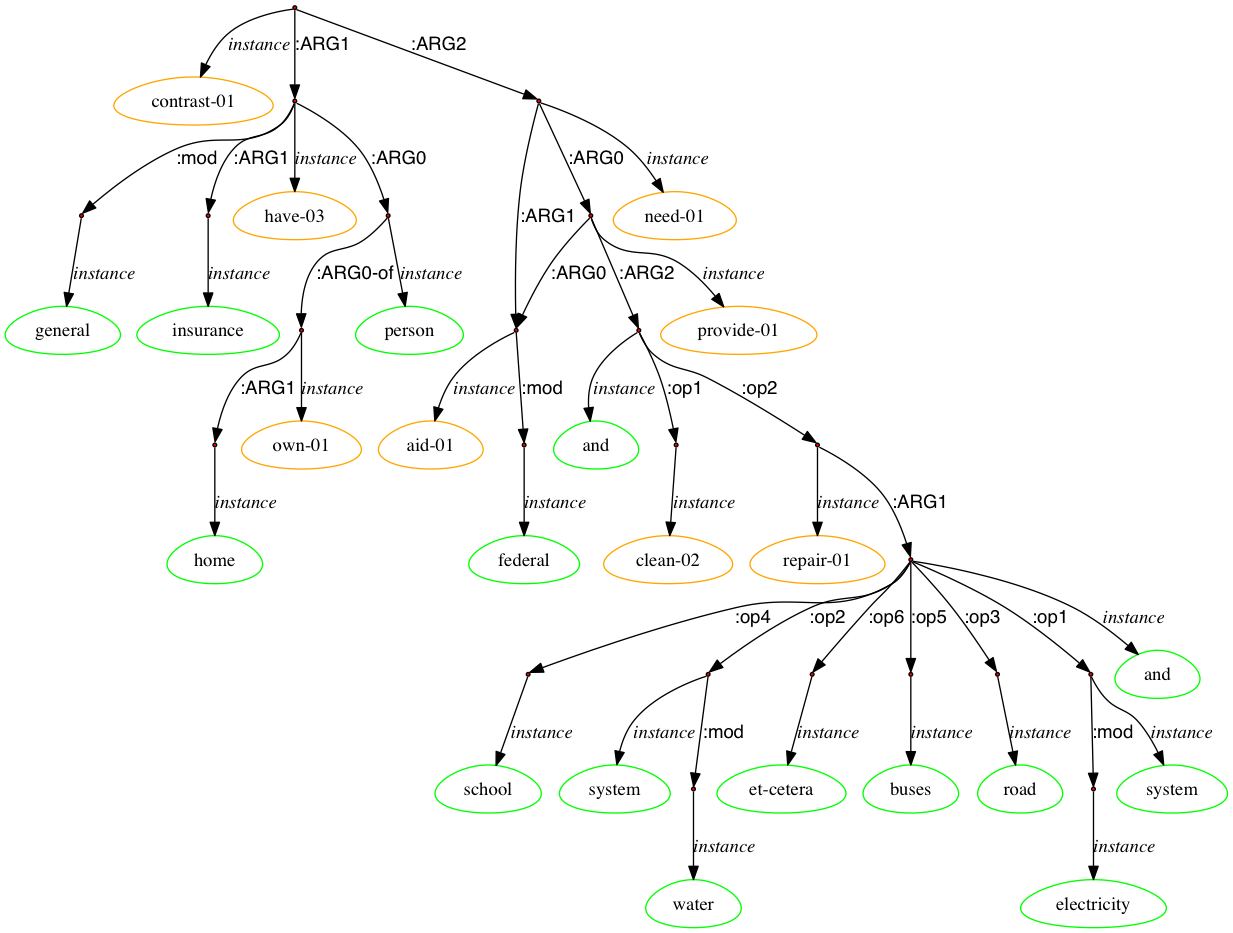 instance :ARG1 :ARG2
contrast-01
:mod :ARG1 instance :ARG0 :ARG0 instance
have-03 need-01
:ARG1
instance instance :ARG0-of instance :ARG0 :ARG2 instance
general insurance person provide-01
:ARG1 instance instance :mod instance :op1 :op2
own-01 aid-01 and
instance instance instance instance :ARG1
home federal clean-02 repair-01
:op4 :op2 :op6 :op5 :op3 :op1 instance
and
instance instance :mod instance instance instance :mod instance
school system et-cetera buses road system
instance instance
water electricity